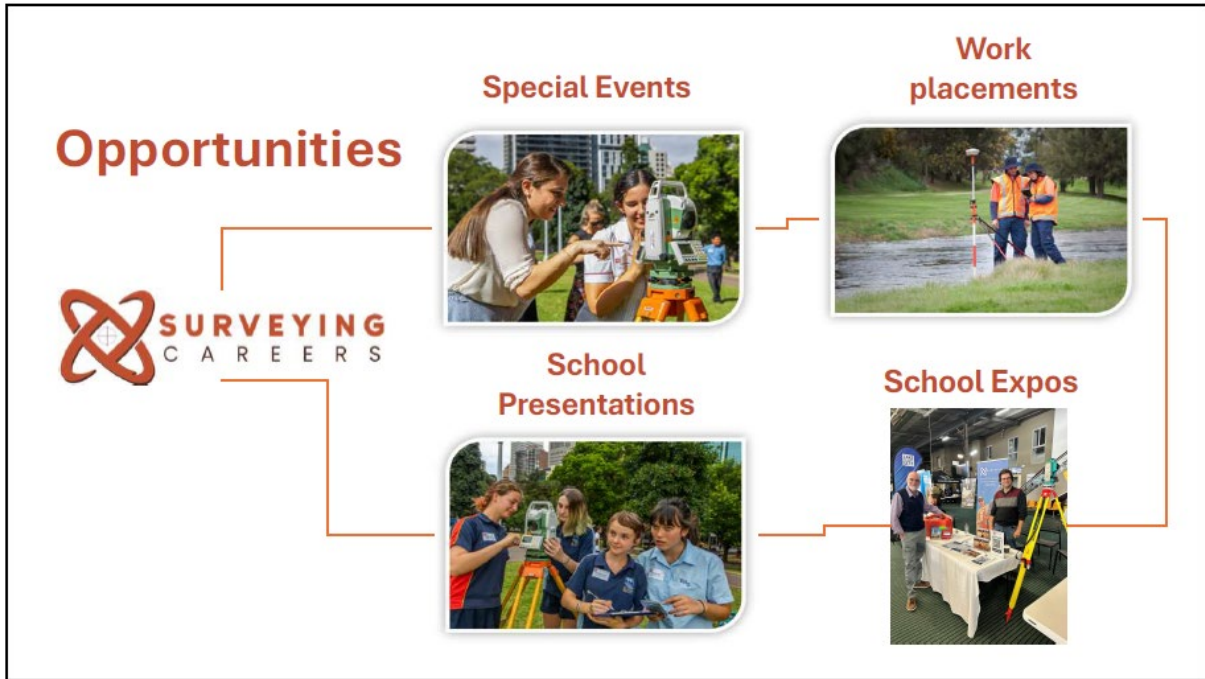 Opportunities
Special Events
Work
placements
SURVEYING
CAREERS
School
Presentations
School Expos